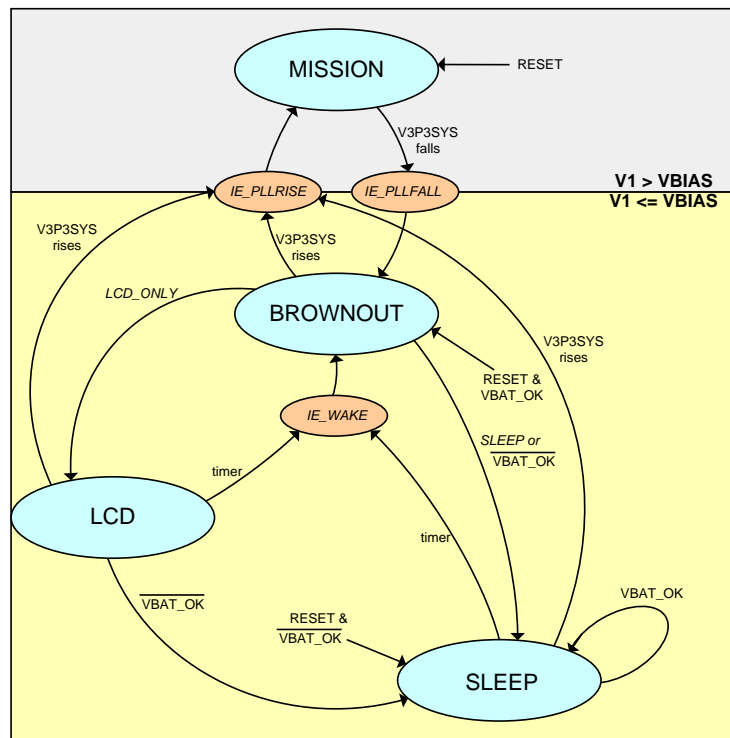 MISSION
RESET
V3P3SYS
falls
IE_PLLRISE
IE_PLLFALL
V1 > VBIAS
V1 <= VBIAS
V3P3SYS
rises
V3P3SYS
rises
LCD_ONLY
BROWNOUT
V3P3SYS
rises
RESET &
VBAT_OK
IE_WAKE
SLEEP or
VBAT_OK
timer
LCD
timer
VBAT_OK
RESET &
VBAT_OK
VBAT_OK
SLEEP